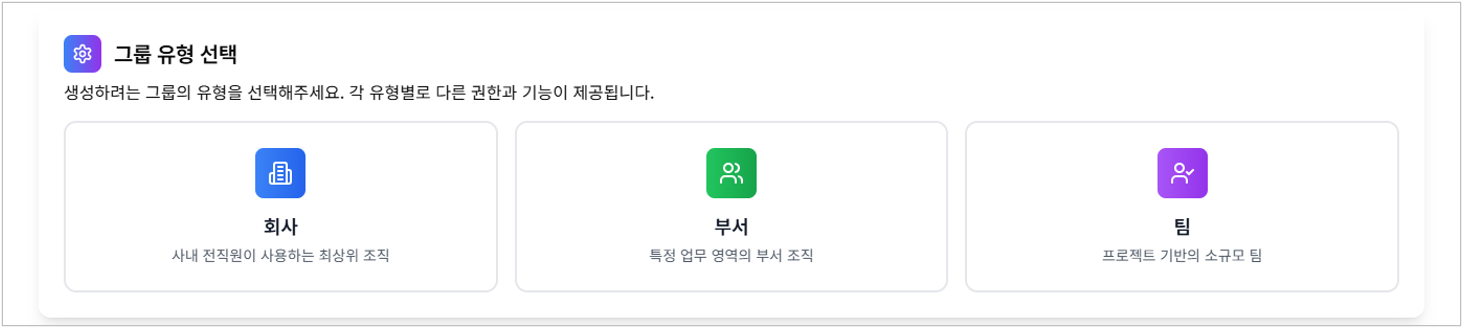 그룹 유형 선택
생성하려는 그룹의 유형을 선택해주세요. 각 유형별로 다른 권한과 기능이 제공됩니다.
회사
사내 전직원이 사용하는 최상위 조직
부서
특정 업무 영역의 부서 조직
팀
프로젝트 기반의 소규모 팀